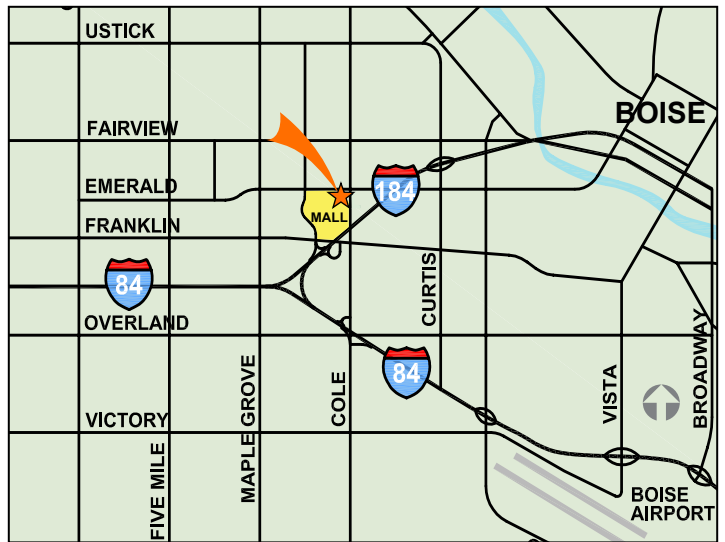 USTICK
BOISE
FAIRVIEW
EMERALD
184
MALL
FRANKLIN
84
OVERLAND
CURTIS
84
MAPLE GROVE
COLE
VISTA
BROADWAY
VICTORY
FIVE MILE
BOISE
AIRPORT